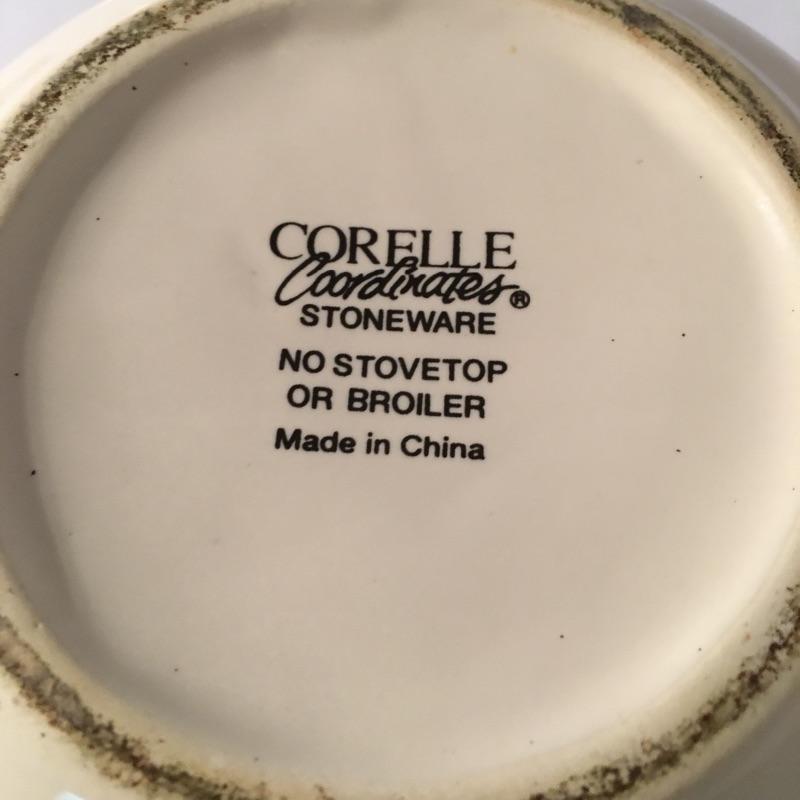 CORELLE
Coordinates®
STONEWARE
NO STOVETOP
OR BROILER
Made in China